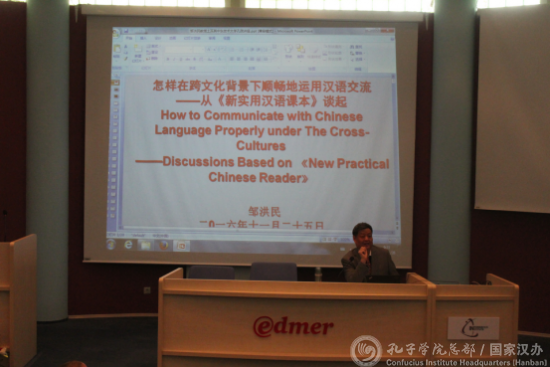 怎样在跨文化背景下顺畅地运用汉语交流
——从《新实用汉语课本》谈起
How to Communicate with Chinese
Language Properly under The Cross-
Cultures
——Discussions Based on 《New Practical
Chinese Reader》
邹洪民
二〇一六年十一月二十五日
edmer
孔子学院总部 / 国家汉办
Confucius Institute Headquarters (Hanban)